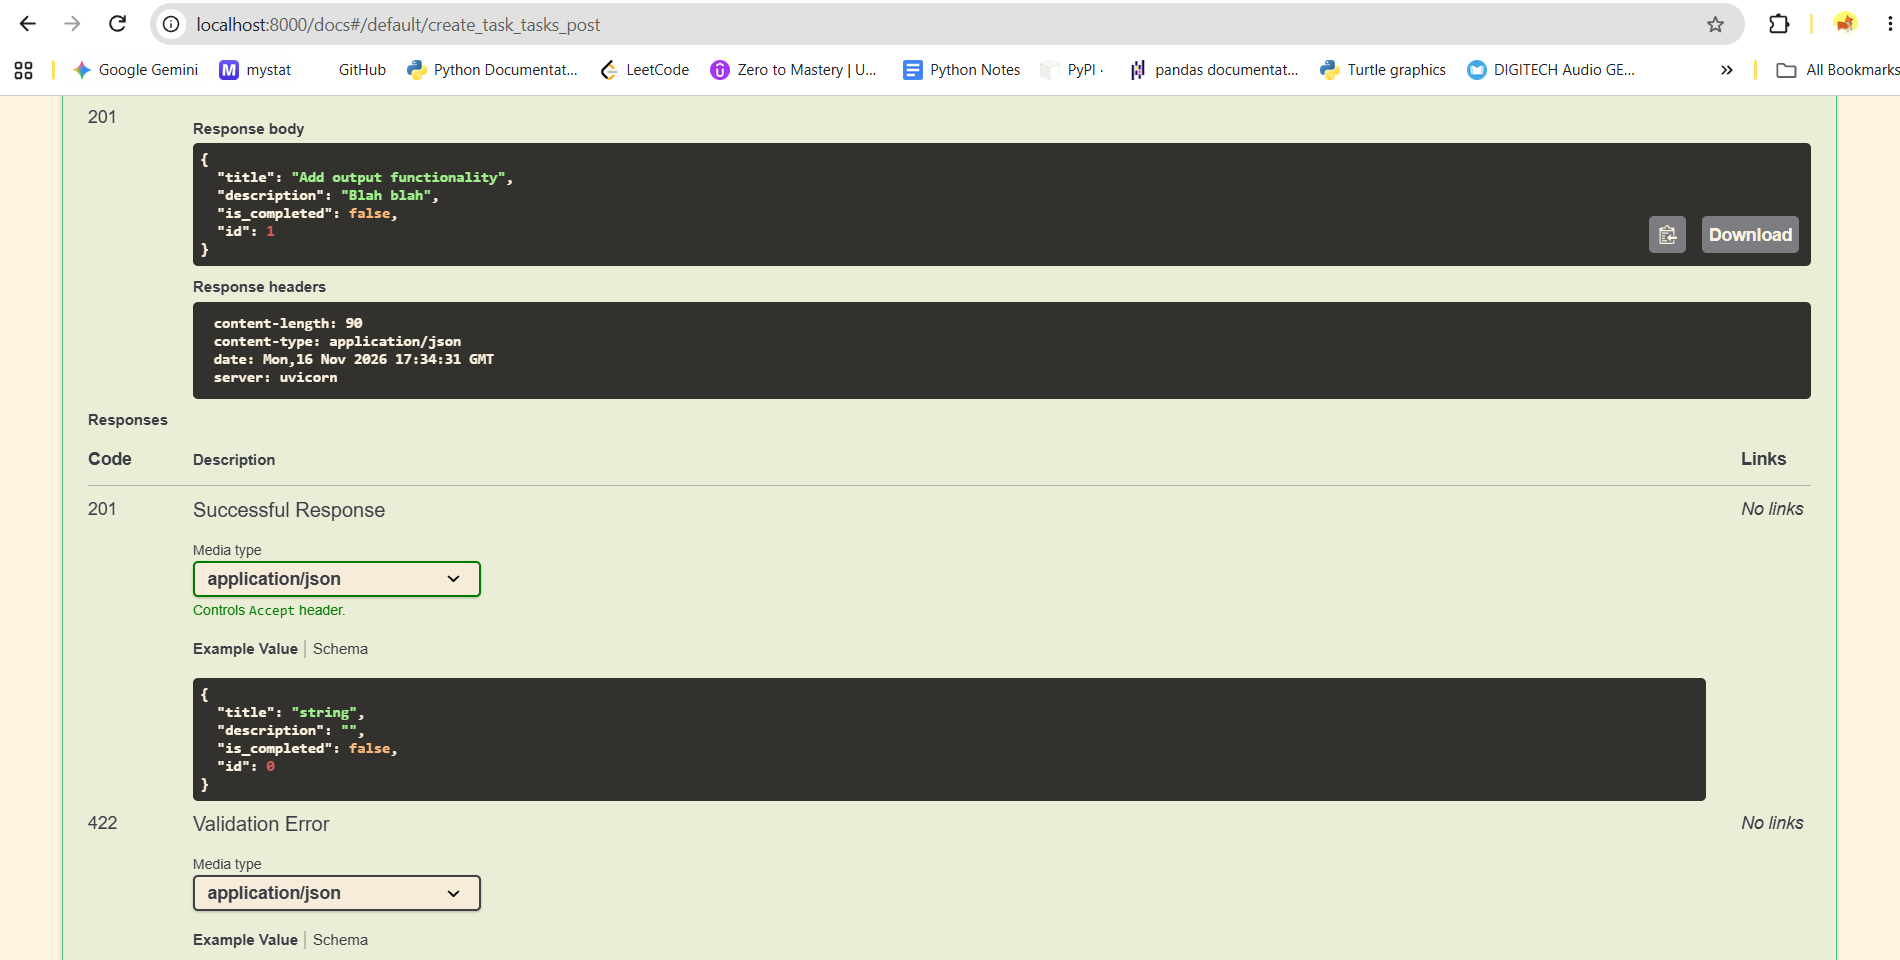 localhost:8000/docs#/default/create_task_tasks_post
Google Gemini
M mystat
GitHub
Python Documentat...
LeetCode
Zero to Mastery | U...
Python Notes
PyPI ·
pandas documentat...
Turtle graphics
DIGITECH Audio GE...
»
All Bookmarks
201
Response body
{
"title": "Add output functionality",
"description": "Blah blah",
"is_completed": false,
"id": 1
}
Download
Response headers
content-length: 90
content-type: application/json
date: Mon,16 Nov 2026 17:34:31 GMT
server: uvicorn
Responses
Code Description Links
201 Successful Response No links
Media type
application/json
Controls Accept header.
Example Value | Schema
{
"title": "string",
"description": "",
"is_completed": false,
"id": 0
}
422 Validation Error No links
Media type
application/json
Example Value | Schema